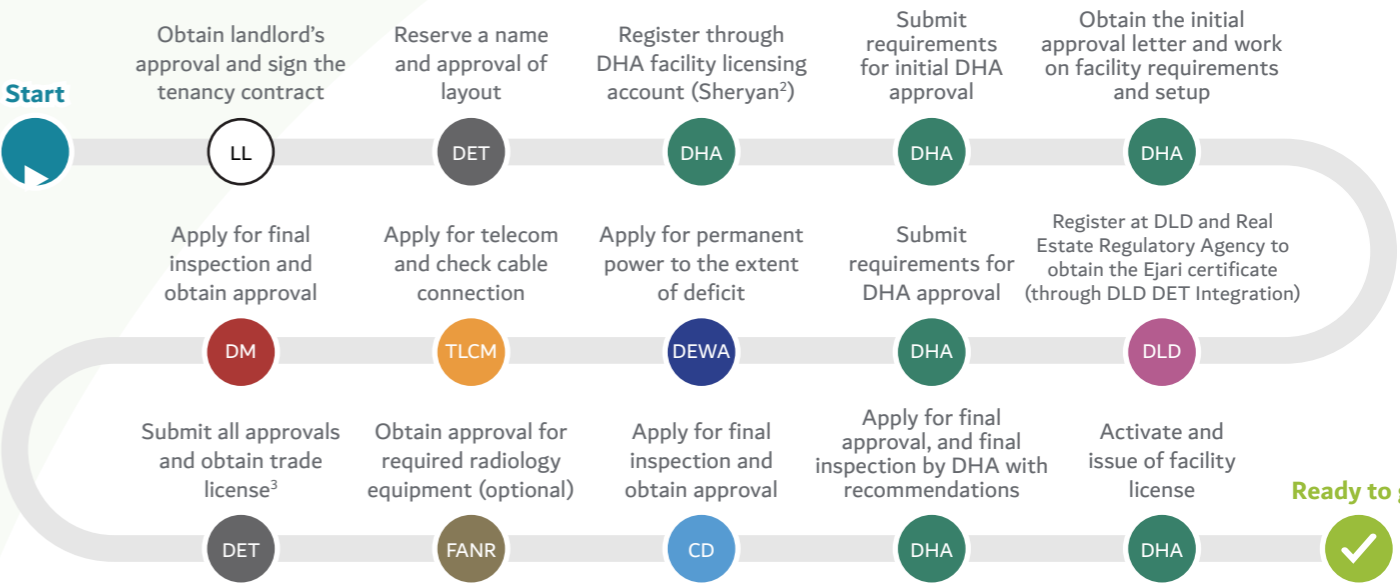 Start
Obtain landlord's
approval and sign the
tenancy contract
LL
Reserve a name
and approval of
layout
DET
Register through
DHA facility licensing
account (Sheryan²)
DHA
Submit
requirements
for initial DHA
approval
DHA
Obtain the initial
approval letter and work
on facility requirements
and setup
DHA
Apply for final
inspection and
obtain approval
DM
Apply for telecom
and check cable
connection
TLCM
Apply for permanent
power to the extent
of deficit
DEWA
Submit
requirements for
DHA approval
DHA
Register at DLD and Real
Estate Regulatory Agency to
obtain the Ejari certificate
(through DLD DET Integration)
DLD
Submit all approvals
and obtain trade
license³
DET
Obtain approval for
required radiology
equipment (optional)
FANR
Apply for final
inspection and
obtain approval
CD
Apply for final
approval, and final
inspection by DHA with
recommendations
DHA
Activate and
issue of facility
license
DHA
Ready to